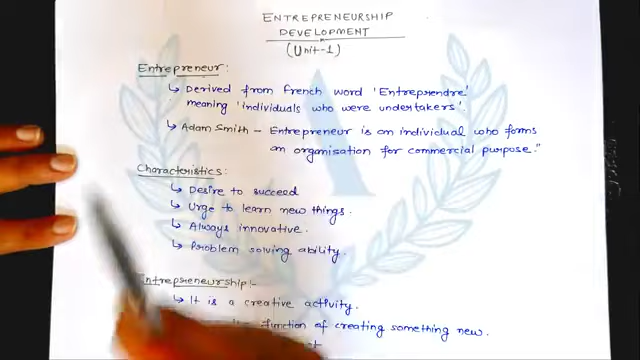 ENTREPRENEURSHIP
DEVELOPMENT
(Unit-1)
Entrepreneur:
↳ Derived from French word 'Entreprendre'
meaning 'individuals who were undertakers'.
↳ Adam Smith – Entrepreneur is an individual who forms
an organisation for commercial purpose."
Characteristics:
↳ Desire to succeed
↳ Urge to learn new things.
↳ Always innovative.
↳ Problem solving ability.
Entrepreneurship:-
↳ It is a creative activity.
function of creating something new.